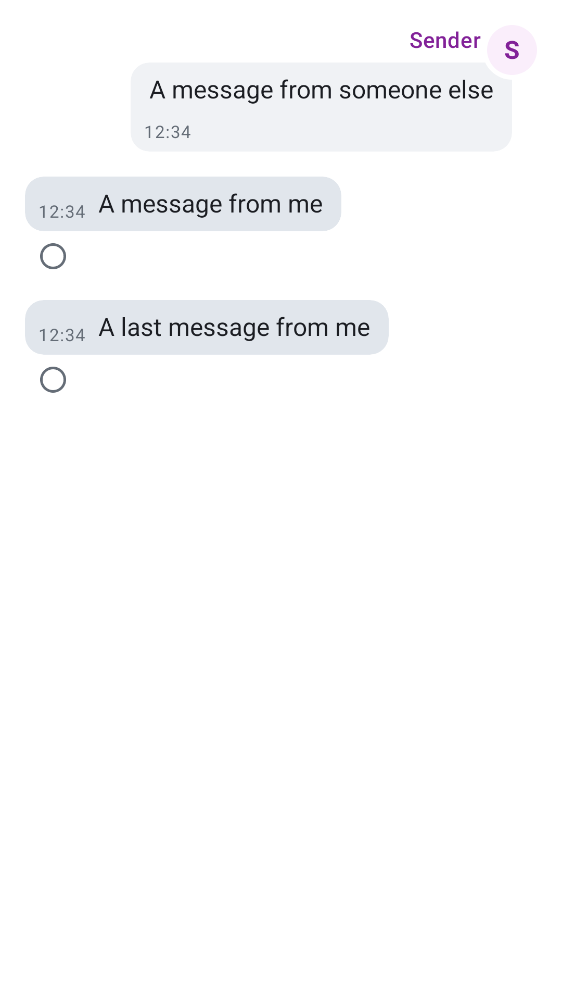 Sender
S
A message from someone else
12:34
12:34 A message from me
12:34 A last message from me